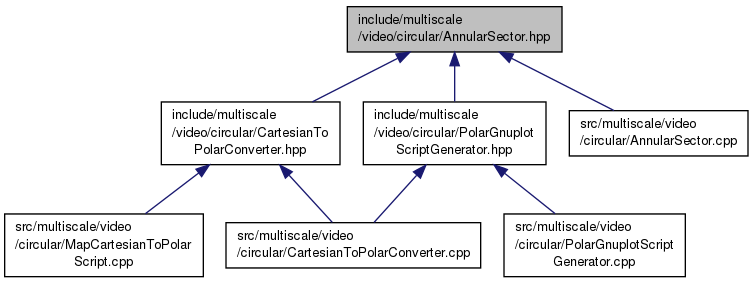 include/multiscale
/video/circular/AnnularSector.hpp
include/multiscale
/video/circular/CartesianTo
PolarConverter.hpp
include/multiscale
/video/circular/PolarGnuplot
ScriptGenerator.hpp
src/multiscale/video
/circular/AnnularSector.cpp
src/multiscale/video
/circular/MapCartesianToPolar
Script.cpp
src/multiscale/video
/circular/CartesianToPolarConverter.cpp
src/multiscale/video
/circular/PolarGnuplotScript
Generator.cpp